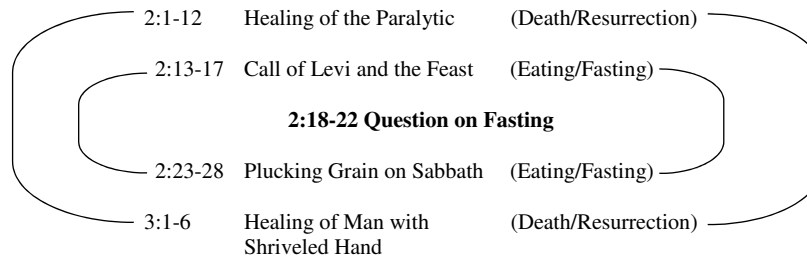 2:1-12 Healing of the Paralytic (Death/Resurrection)
2:13-17 Call of Levi and the Feast (Eating/Fasting)
2:18-22 Question on Fasting
2:23-28 Plucking Grain on Sabbath (Eating/Fasting)
3:1-6 Healing of Man with (Death/Resurrection)
Shriveled Hand